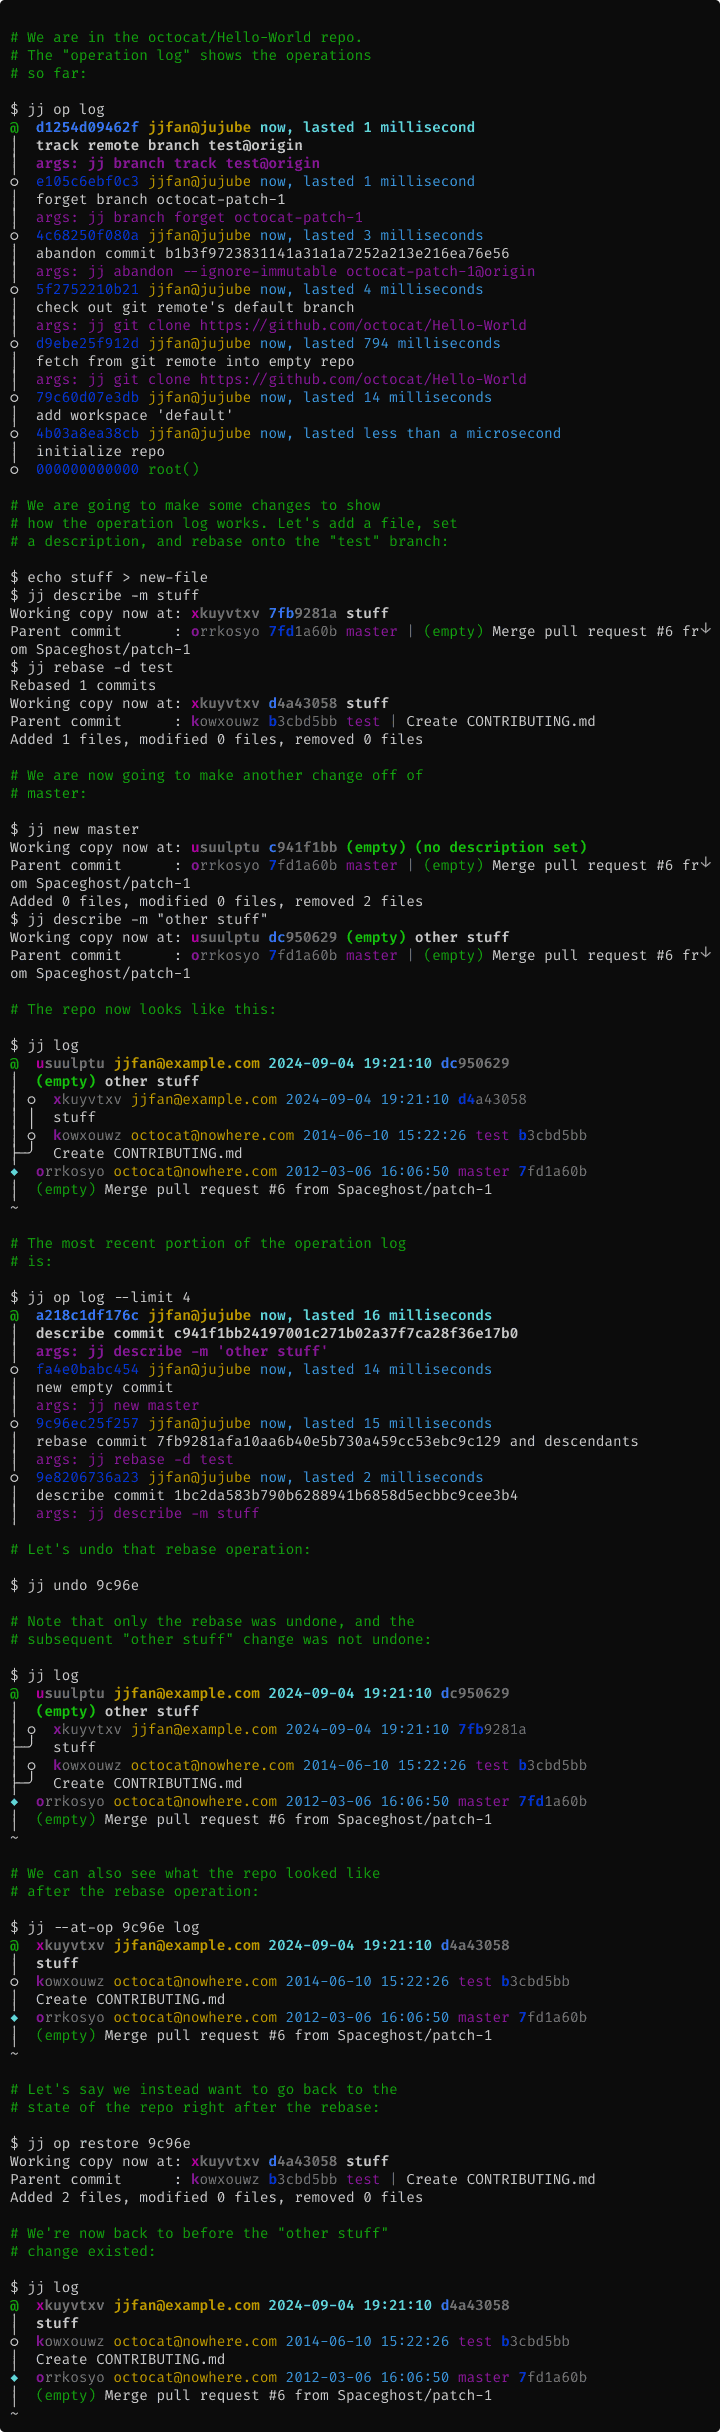 # We are in the octocat/Hello-World repo.
# The "operation log" shows the operations
# so far:
$ jj op log
@  d1254d09462f jjfan@jujube now, lasted 1 millisecond
│  track remote branch test@origin
│  args: jj branch track test@origin
○  e105c6ebf0c3 jjfan@jujube now, lasted 1 millisecond
│  forget branch octocat-patch-1
│  args: jj branch forget octocat-patch-1
○  4c68250f080a jjfan@jujube now, lasted 3 milliseconds
│  abandon commit b1b3f9723831141a31a1a7252a213e216ea76e56
│  args: jj abandon --ignore-immutable octocat-patch-1@origin
○  5f2752210b21 jjfan@jujube now, lasted 4 milliseconds
│  check out git remote's default branch
│  args: jj git clone https://github.com/octocat/Hello-World
○  d9ebe25f912d jjfan@jujube now, lasted 794 milliseconds
│  fetch from git remote into empty repo
│  args: jj git clone https://github.com/octocat/Hello-World
○  79c60d07e3db jjfan@jujube now, lasted 14 milliseconds
│  add workspace 'default'
○  4b03a8ea38cb jjfan@jujube now, lasted less than a microsecond
│  initialize repo
○  000000000000 root()
# We are going to make some changes to show
# how the operation log works. Let's add a file, set
# a description, and rebase onto the "test" branch:
$ echo stuff > new-file
$ jj describe -m stuff
Working copy now at: xkuyvtxv 7fb9281a stuff
Parent commit      : orrkosyo 7fd1a60b master | (empty) Merge pull request #6 fr↓
om Spaceghost/patch-1
$ jj rebase -d test
Rebased 1 commits
Working copy now at: xkuyvtxv d4a43058 stuff
Parent commit      : kowxouwz b3cbd5bb test | Create CONTRIBUTING.md
Added 1 files, modified 0 files, removed 0 files
# We are now going to make another change off of
# master:
$ jj new master
Working copy now at: usuulptu c941f1bb (empty) (no description set)
Parent commit      : orrkosyo 7fd1a60b master | (empty) Merge pull request #6 fr↓
om Spaceghost/patch-1
Added 0 files, modified 0 files, removed 2 files
$ jj describe -m "other stuff"
Working copy now at: usuulptu dc950629 (empty) other stuff
Parent commit      : orrkosyo 7fd1a60b master | (empty) Merge pull request #6 fr↓
om Spaceghost/patch-1
# The repo now looks like this:
$ jj log
@  usuulptu jjfan@example.com 2024-09-04 19:21:10 dc950629
│  (empty) other stuff
│ ○  xkuyvtxv jjfan@example.com 2024-09-04 19:21:10 d4a43058
│ │  stuff
│ ○  kowxouwz octocat@nowhere.com 2014-06-10 15:22:26 test b3cbd5bb
├─╯  Create CONTRIBUTING.md
◆  orrkosyo octocat@nowhere.com 2012-03-06 16:06:50 master 7fd1a60b
│  (empty) Merge pull request #6 from Spaceghost/patch-1
~
# The most recent portion of the operation log
# is:
$ jj op log --limit 4
@  a218c1df176c jjfan@jujube now, lasted 16 milliseconds
│  describe commit c941f1bb24197001c271b02a37f7ca28f36e17b0
│  args: jj describe -m 'other stuff'
○  fa4e0babc454 jjfan@jujube now, lasted 14 milliseconds
│  new empty commit
│  args: jj new master
○  9c96ec25f257 jjfan@jujube now, lasted 15 milliseconds
│  rebase commit 7fb9281afa10aa6b40e5b730a459cc53ebc9c129 and descendants
│  args: jj rebase -d test
○  9e8206736a23 jjfan@jujube now, lasted 2 milliseconds
│  describe commit 1bc2da583b790b6288941b6858d5ecbbc9cee3b4
│  args: jj describe -m stuff
# Let's undo that rebase operation:
$ jj undo 9c96e
# Note that only the rebase was undone, and the
# subsequent "other stuff" change was not undone:
$ jj log
@  usuulptu jjfan@example.com 2024-09-04 19:21:10 dc950629
│  (empty) other stuff
│ ○  xkuyvtxv jjfan@example.com 2024-09-04 19:21:10 7fb9281a
├─╯  stuff
│ ○  kowxouwz octocat@nowhere.com 2014-06-10 15:22:26 test b3cbd5bb
├─╯  Create CONTRIBUTING.md
◆  orrkosyo octocat@nowhere.com 2012-03-06 16:06:50 master 7fd1a60b
│  (empty) Merge pull request #6 from Spaceghost/patch-1
~
# We can also see what the repo looked like
# after the rebase operation:
$ jj --at-op 9c96e log
@  xkuyvtxv jjfan@example.com 2024-09-04 19:21:10 d4a43058
│  stuff
○  kowxouwz octocat@nowhere.com 2014-06-10 15:22:26 test b3cbd5bb
│  Create CONTRIBUTING.md
◆  orrkosyo octocat@nowhere.com 2012-03-06 16:06:50 master 7fd1a60b
│  (empty) Merge pull request #6 from Spaceghost/patch-1
~
# Let's say we instead want to go back to the
# state of the repo right after the rebase:
$ jj op restore 9c96e
Working copy now at: xkuyvtxv d4a43058 stuff
Parent commit      : kowxouwz b3cbd5bb test | Create CONTRIBUTING.md
Added 2 files, modified 0 files, removed 0 files
# We're now back to before the "other stuff"
# change existed:
$ jj log
@  xkuyvtxv jjfan@example.com 2024-09-04 19:21:10 d4a43058
│  stuff
○  kowxouwz octocat@nowhere.com 2014-06-10 15:22:26 test b3cbd5bb
│  Create CONTRIBUTING.md
◆  orrkosyo octocat@nowhere.com 2012-03-06 16:06:50 master 7fd1a60b
│  (empty) Merge pull request #6 from Spaceghost/patch-1
~